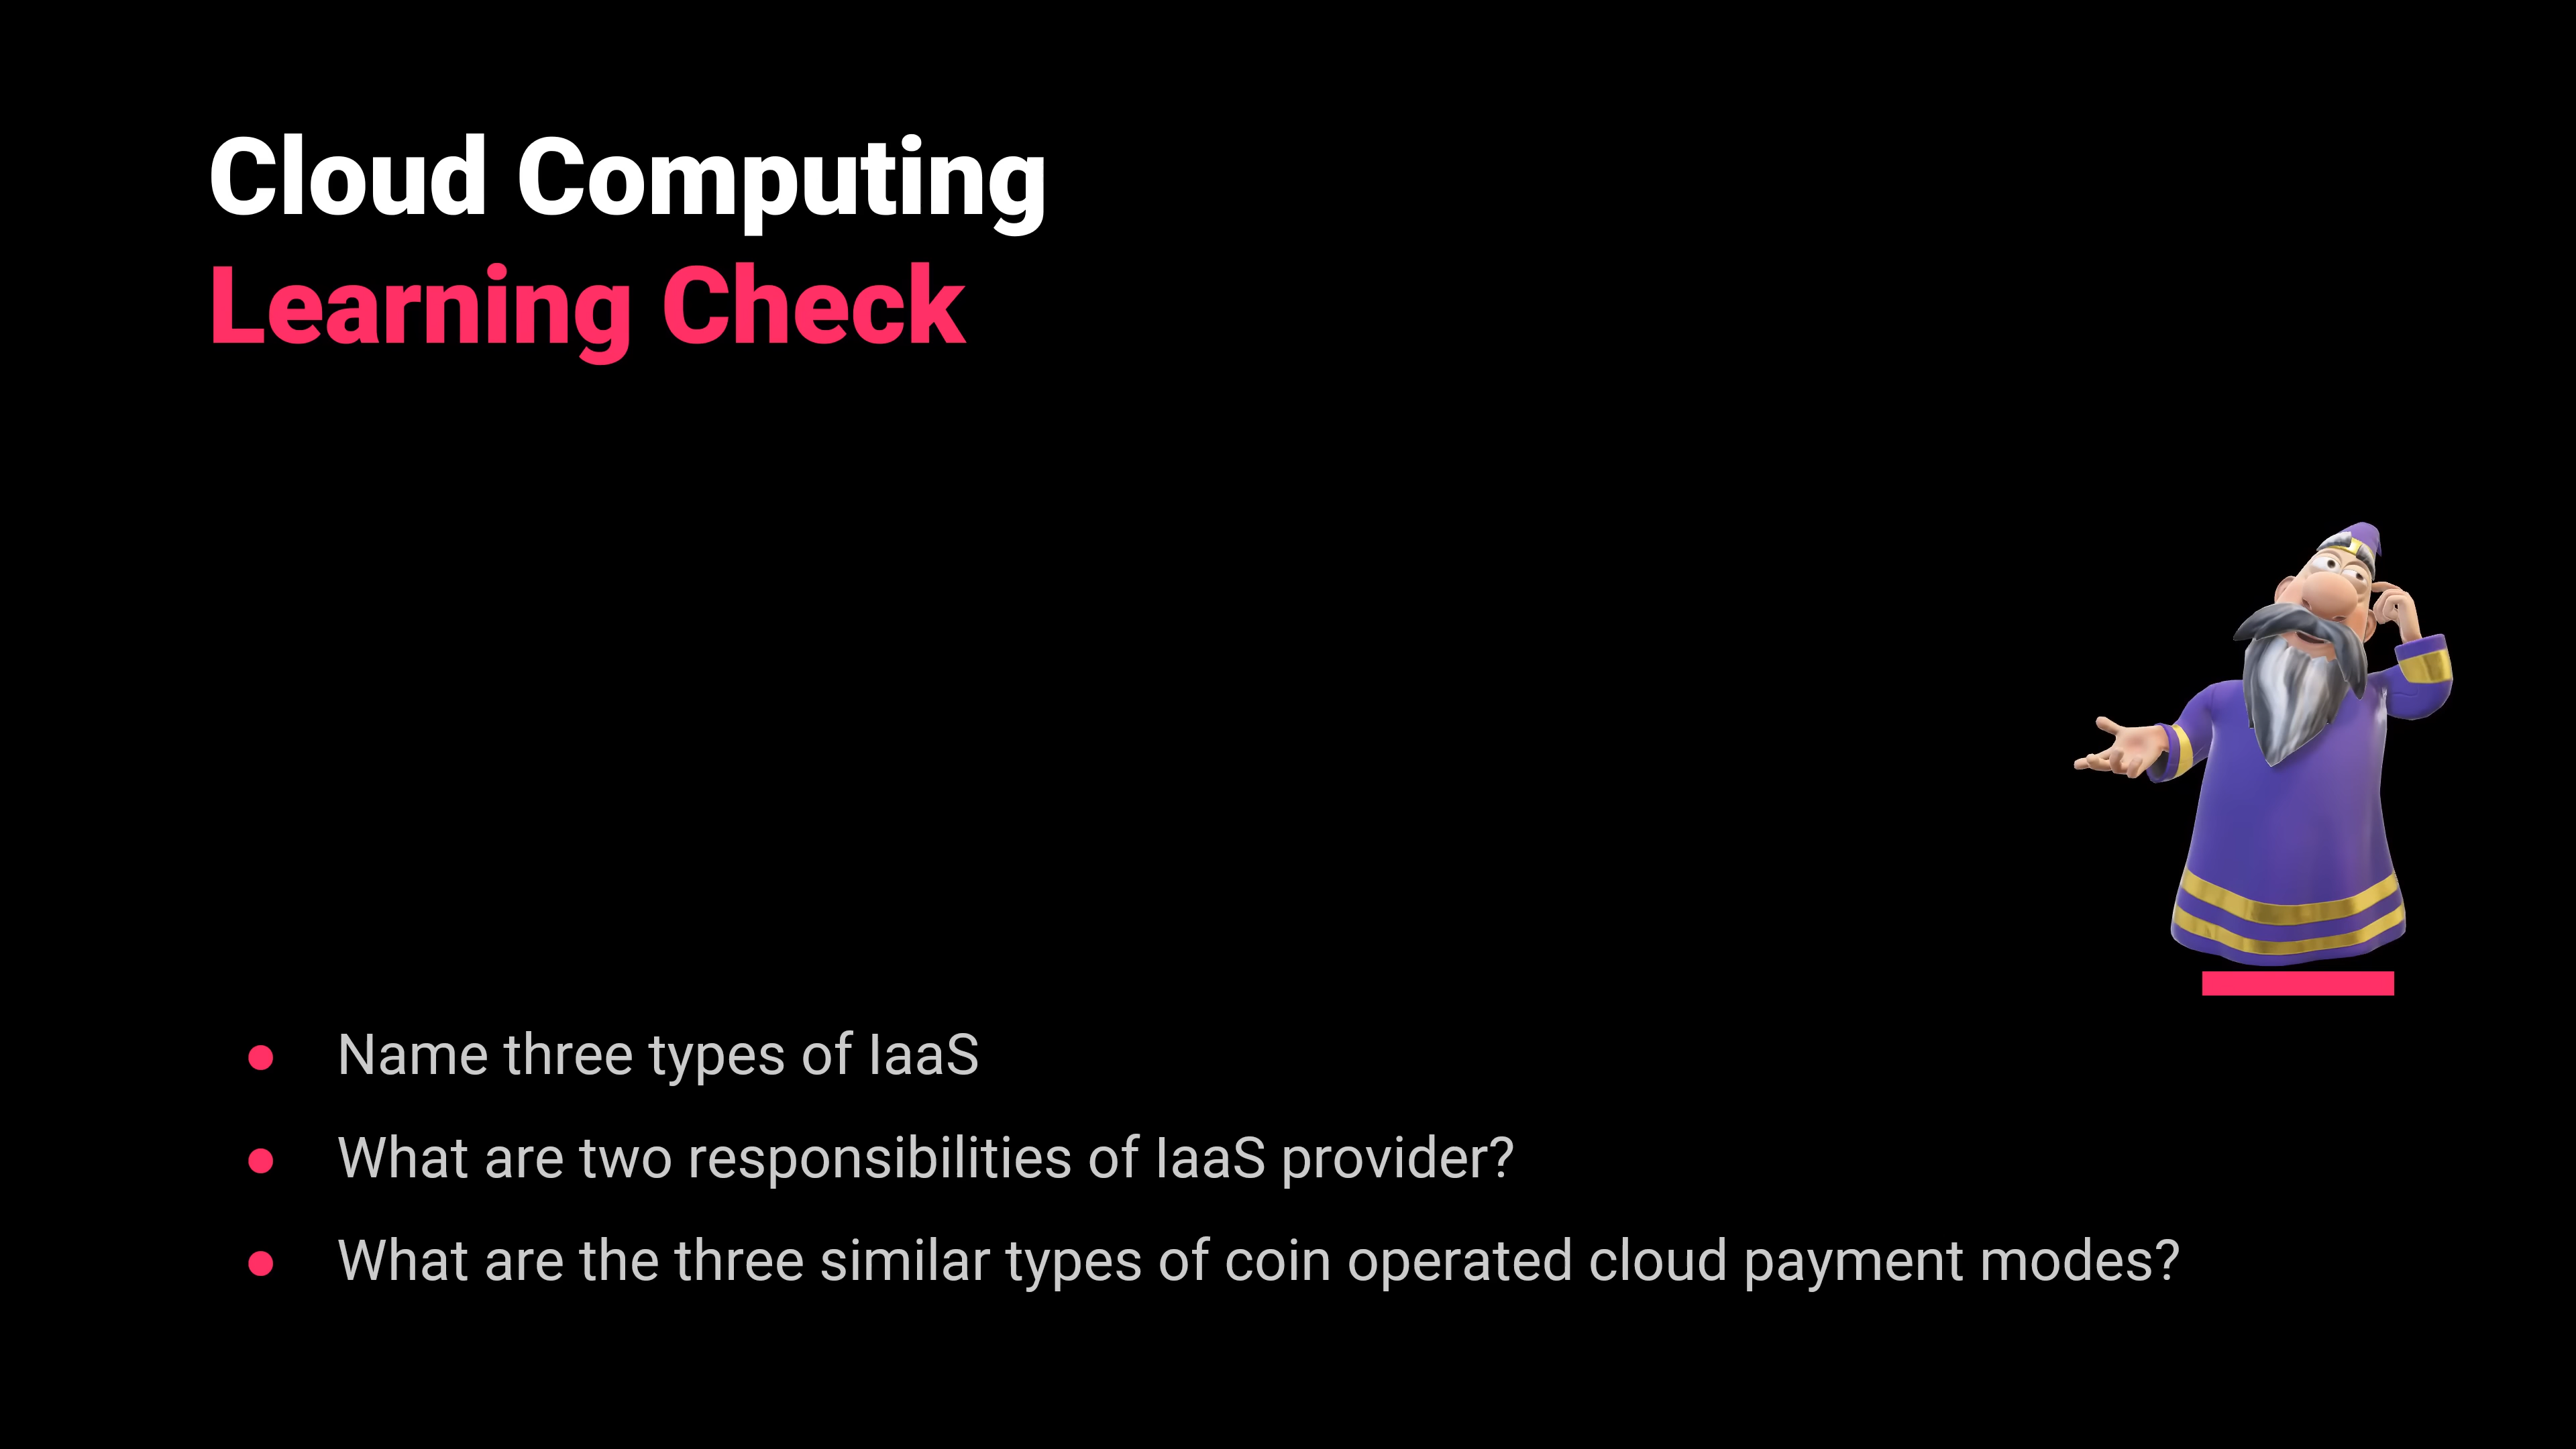 Cloud Computing
Learning Check
Name three types of IaaS
What are two responsibilities of IaaS provider?
What are the three similar types of coin operated cloud payment modes?